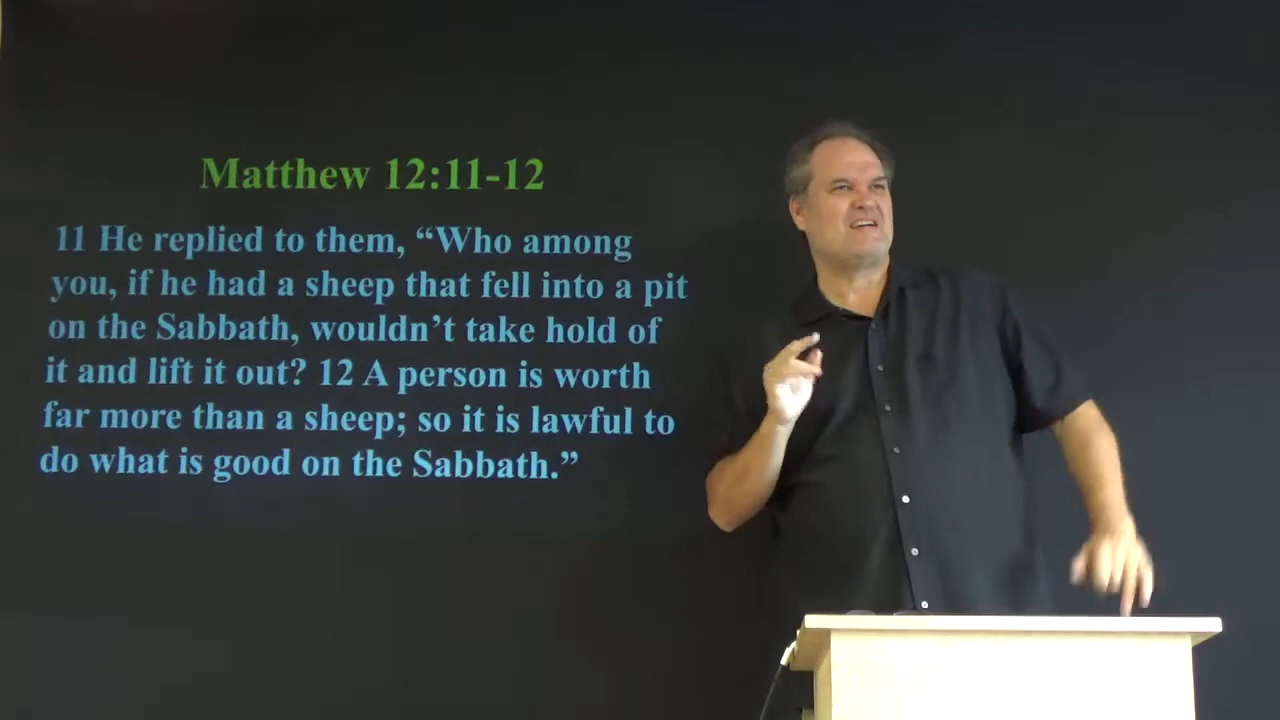 Matthew 12:11-12
11 He replied to them, “Who among
you, if he had a sheep that fell into a pit
on the Sabbath, wouldn’t take hold of
it and lift it out? 12 A person is worth
far more than a sheep; so it is lawful to
do what is good on the Sabbath.”